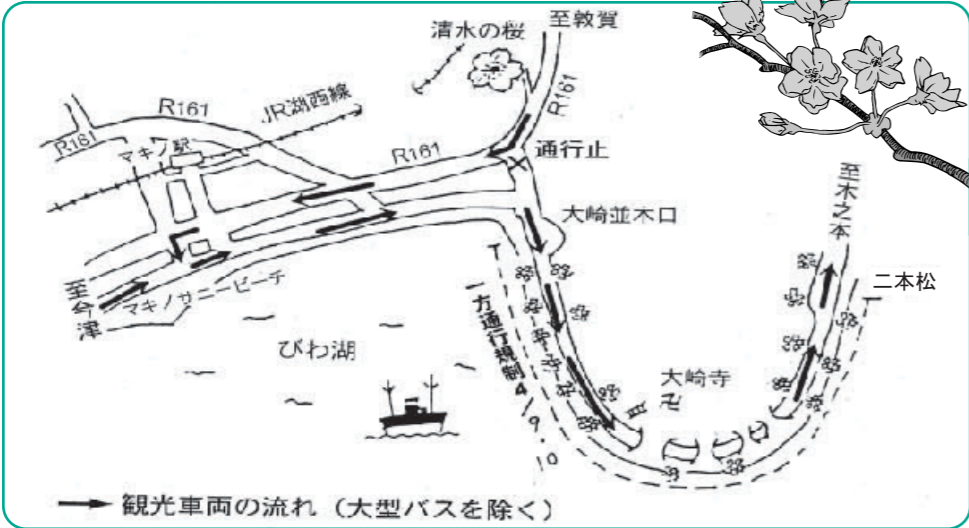 清水の桜
至敦賀
R161
JR湖西線
R161
R161
マキノ駅
R161
通行止
至木之本
大崎並木口
二本松
至今津
マキノサニービーチ
一方通行規制4/9.10
びわ湖
大崎寺
卍
観光車両の流れ（大型バスを除く）